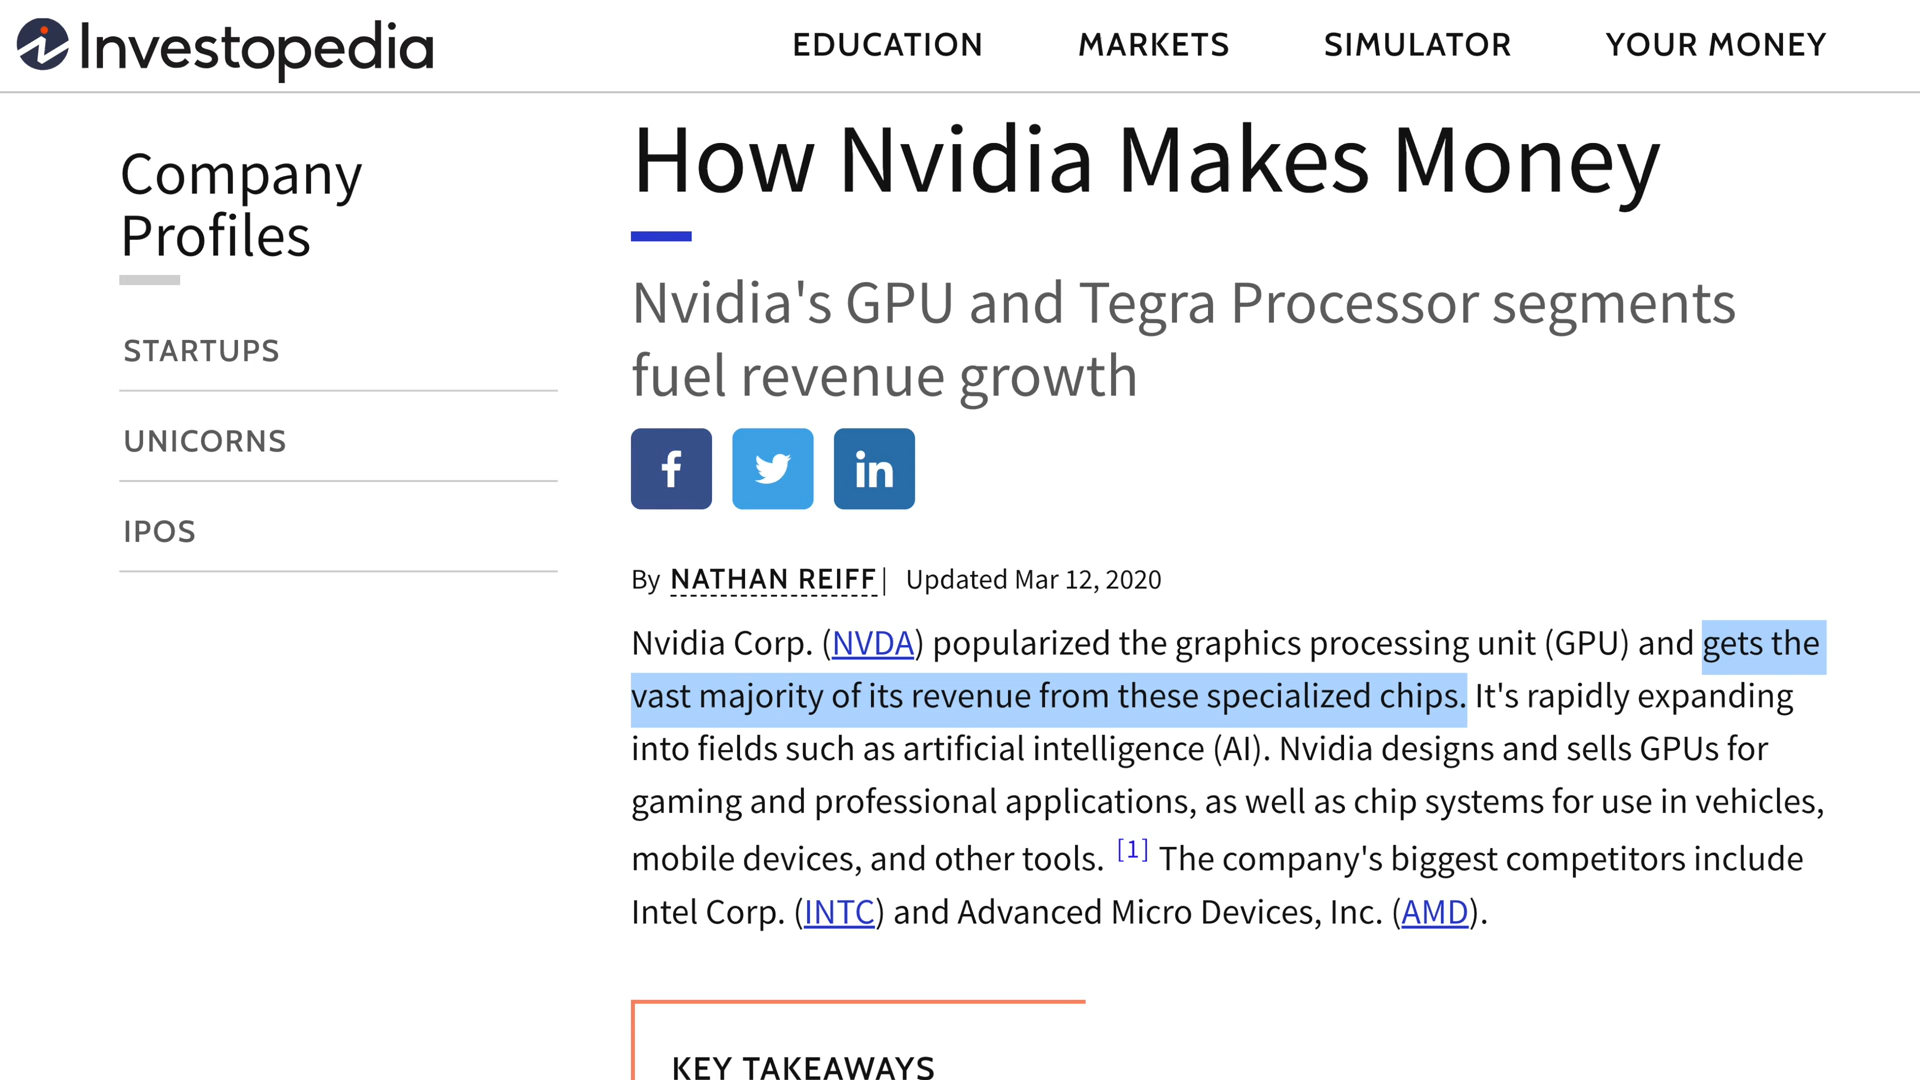 Investopedia
EDUCATION MARKETS SIMULATOR YOUR MONEY
Company
Profiles
STARTUPS
UNICORNS
IPOS
How Nvidia Makes Money
Nvidia's GPU and Tegra Processor segments
fuel revenue growth
f in
By NATHAN REIFF| Updated Mar 12, 2020
Nvidia Corp. (NVDA) popularized the graphics processing unit (GPU) and gets the
vast majority of its revenue from these specialized chips. It's rapidly expanding
into fields such as artificial intelligence (AI). Nvidia designs and sells GPUs for
gaming and professional applications, as well as chip systems for use in vehicles,
mobile devices, and other tools. [1] The company's biggest competitors include
Intel Corp. (INTC) and Advanced Micro Devices, Inc. (AMD).
KEY TAKEAWAYS